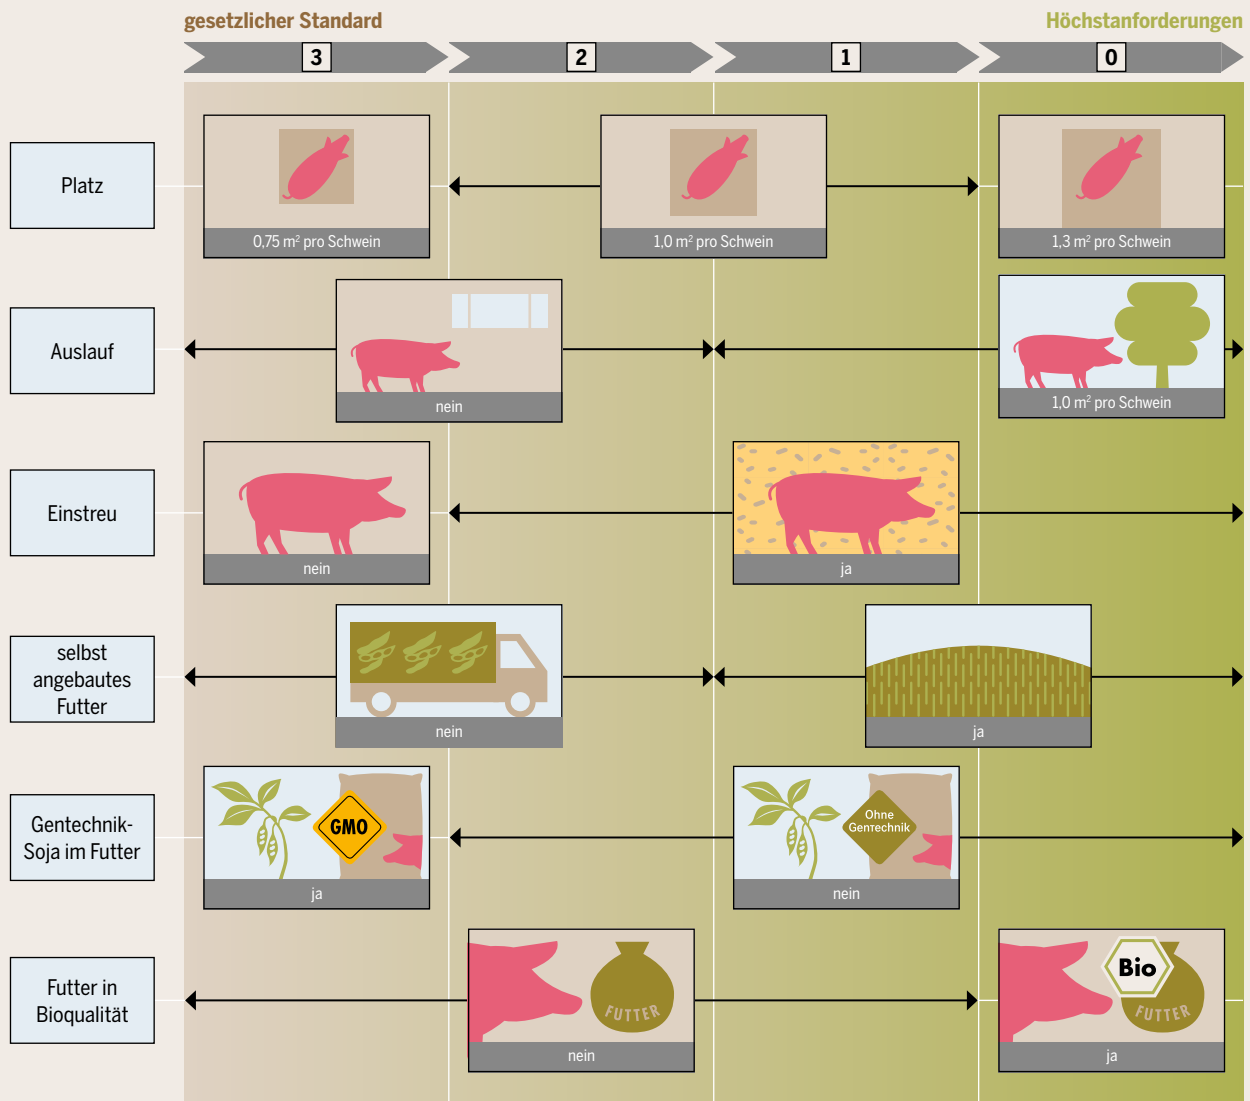 gesetzlicher Standard
Höchstanforderungen
3
2
1
0
Platz
0,75 m² pro Schwein
1,0 m² pro Schwein
1,3 m² pro Schwein
Auslauf
nein
1,0 m² pro Schwein
Einstreu
nein
ja
selbst
angebautes
Futter
nein
ja
Gentechnik-
Soja im Futter
GMO
ja
Ohne
GenTechnik
nein
Futter in
Bioqualität
FUTTER
nein
Bio
FUTTER
ja